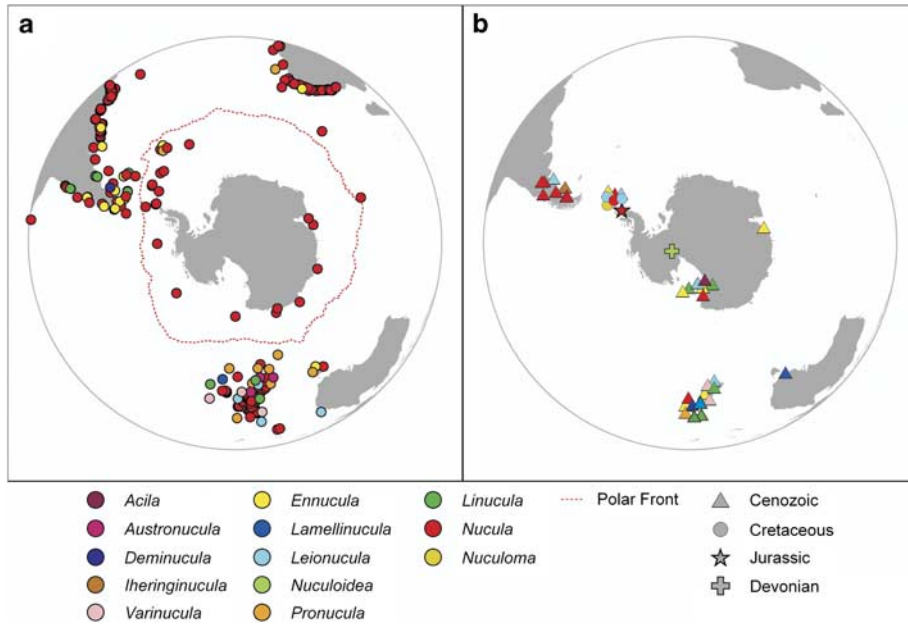 a
b
Acila
Austronucula
Deminucula
Iheringinucula
Varinucula
Ennucula
Lamellinucula
Leionucula
Nuculoidea
Pronucula
Linucula
Nucula
Nuculoma
Polar Front
Cenozoic
Cretaceous
Jurassic
Devonian